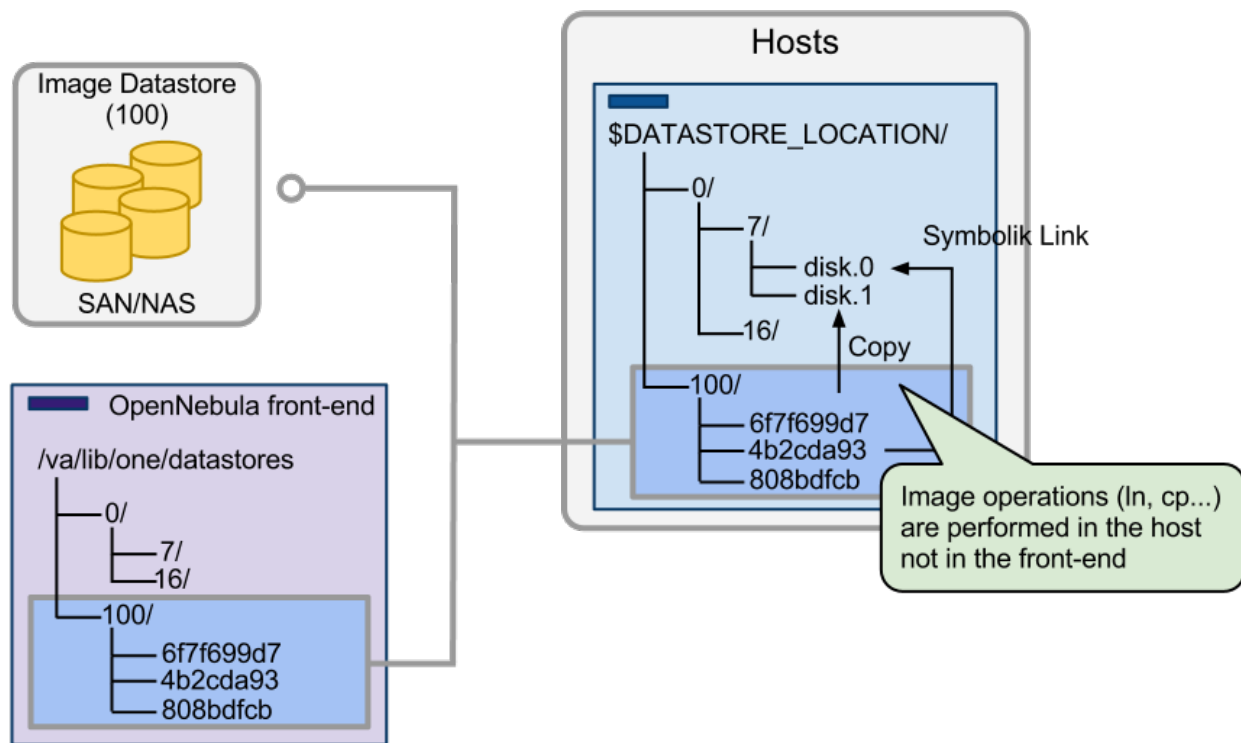 Image Datastore
(100)
SAN/NAS
OpenNebula front-end
/va/lib/one/datastores
0/
7/
16/
100/
6f7f699d7
4b2cda93
808bdfcb
Hosts
$DATASTORE_LOCATION/
0/
7/
Symbolik Link
disk.0
disk.1
16/
Copy
100/
6f7f699d7
4b2cda93
808bdfcb
Image operations (ln, cp...)
are performed in the host
not in the front-end